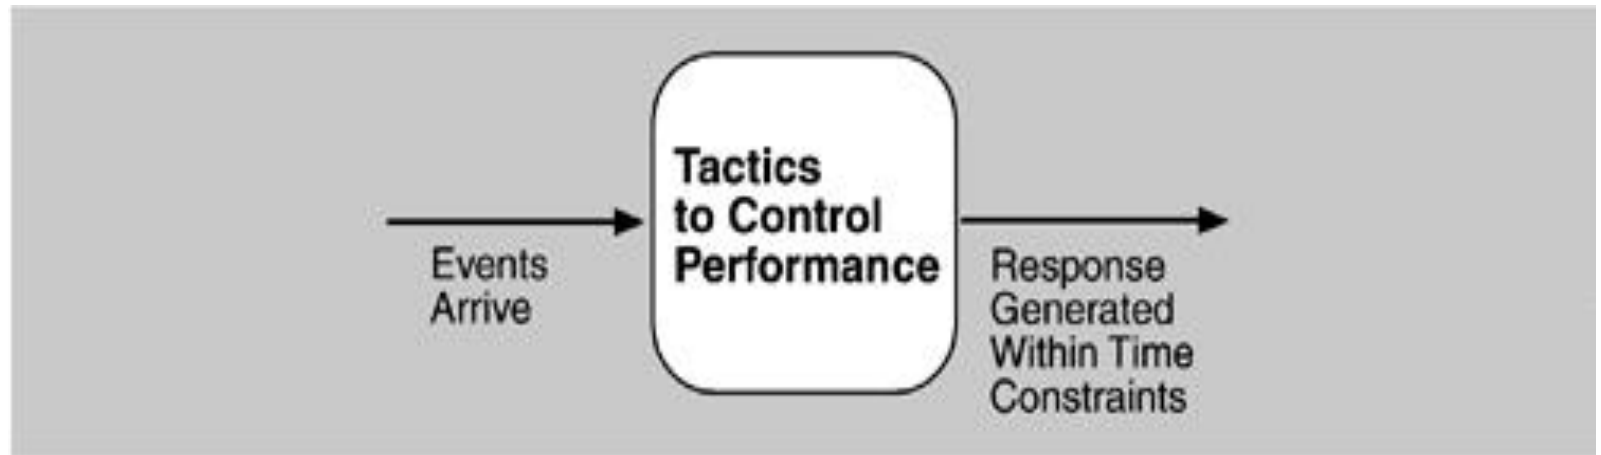 Events
Arrive
Tactics
to Control
Performance
Response
Generated
Within Time
Constraints